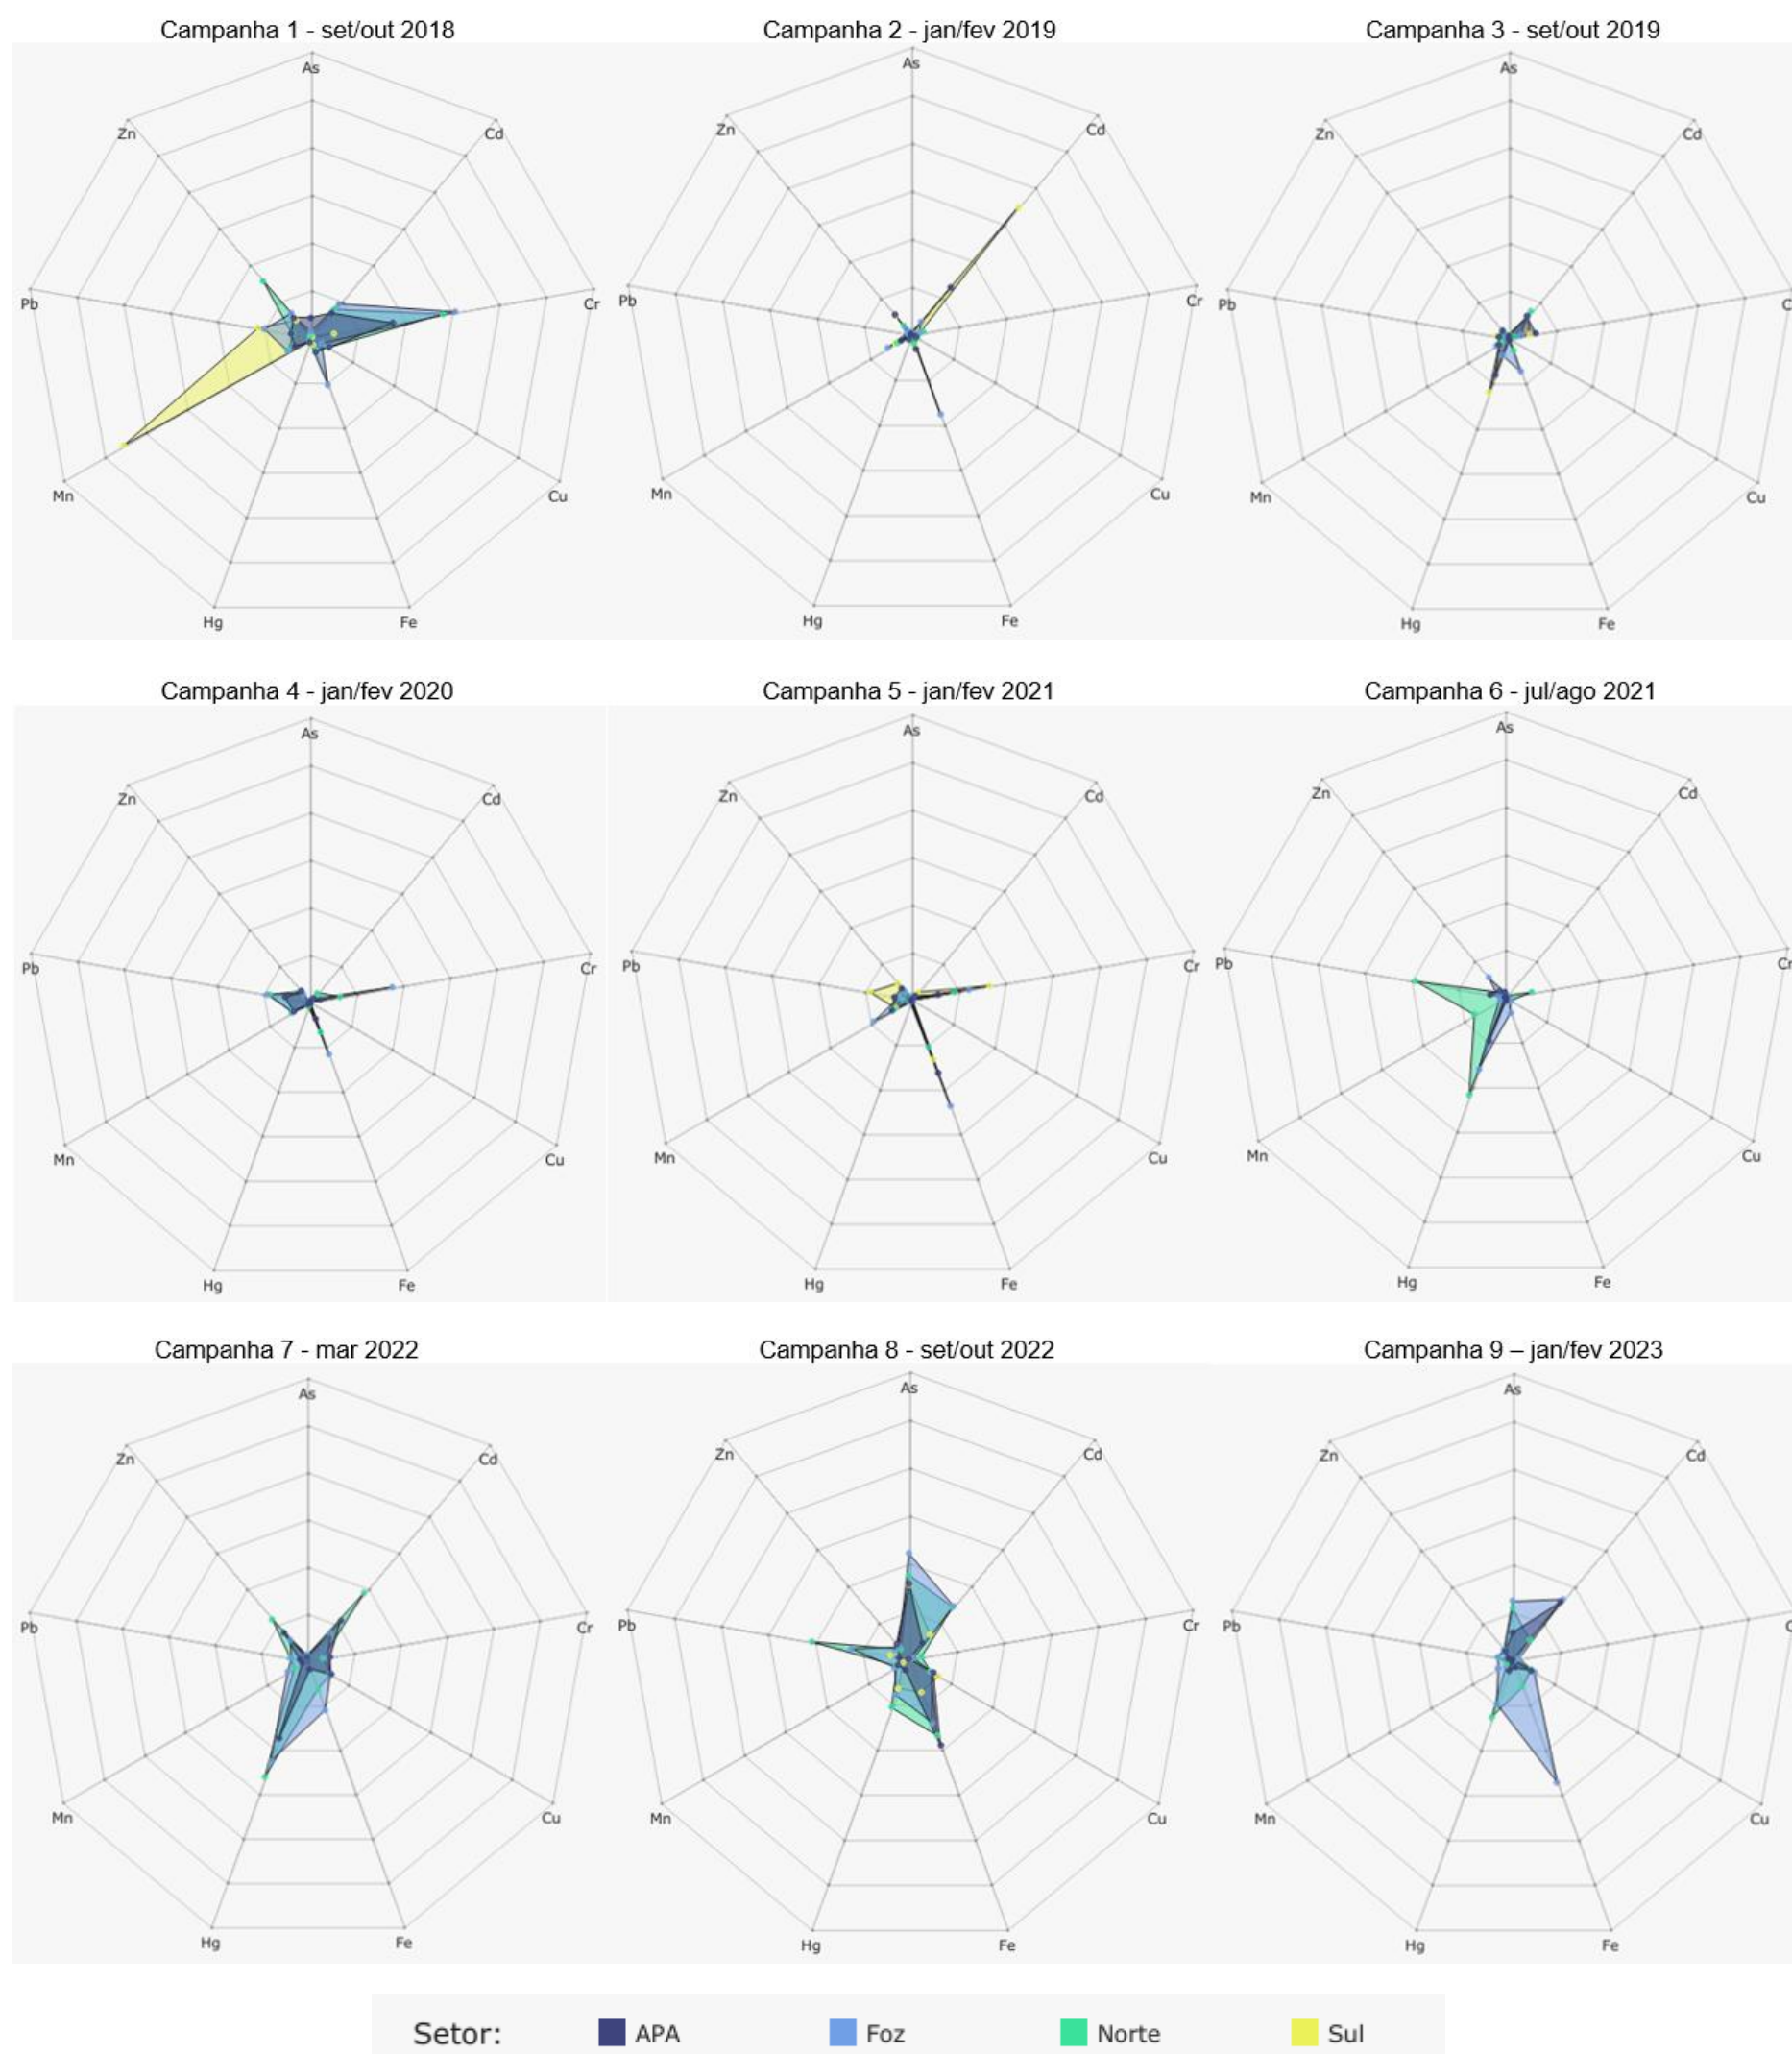 Campanha 1 - set/out 2018
As
Zn
Cd
Pb
Cr
Mn
Cu
Hg
Fe
Campanha 2 - jan/fev 2019
As
Zn
Cd
Pb
Cr
Mn
Cu
Hg
Fe
Campanha 3 - set/out 2019
As
Zn
Cd
Pb
C
Mn
Cu
Hg
Fe
Campanha 4 - jan/fev 2020
As
Zn
Cd
Pb
Cr
Mn
Cu
Hg
Fe
Campanha 5 - jan/fev 2021
As
Zn
Cd
Pb
Cr
Mn
Cu
Hg
Fe
Campanha 6 - jul/ago 2021
As
Zn
Cd
Pb
Cr
Mn
Cu
Hg
Fe
Campanha 7 - mar 2022
As
Zn
Cd
Pb
Cr
Mn
Cu
Hg
Fe
Campanha 8 - set/out 2022
As
Zn
Cd
Pb
Cr
Mn
Cu
Hg
Fe
Campanha 9 – jan/fev 2023
As
Zn
Cd
Pb
C
Mn
Cu
Hg
Fe
Setor: APA Foz Norte Sul